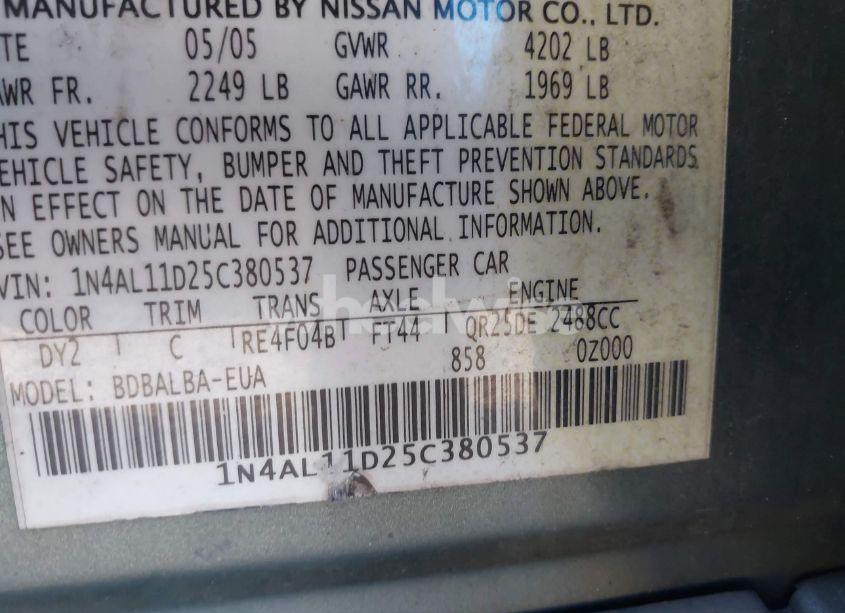 MANUFACTURED BY NISSAN MOTOR CO., LTD.
TE 05/05 GVWR 4202 LB
AWR FR. 2249 LB GAWR RR. 1969 LB
HIS VEHICLE CONFORMS TO ALL APPLICABLE FEDERAL MOTOR
EHICLE SAFETY, BUMPER AND THEFT PREVENTION STANDARDS
N EFFECT ON THE DATE OF MANUFACTURE SHOWN ABOVE.
SEE OWNERS MANUAL FOR ADDITIONAL INFORMATION.
VIN: 1N4AL11D25C380537 PASSENGER CAR
COLOR TRIM TRANS AXLE ENGINE
DY2 C RE4F04B FT44 QR25DE 2488CC
858 0Z000
MODEL: BDBALBA-EUA
1N4AL11D25C380537